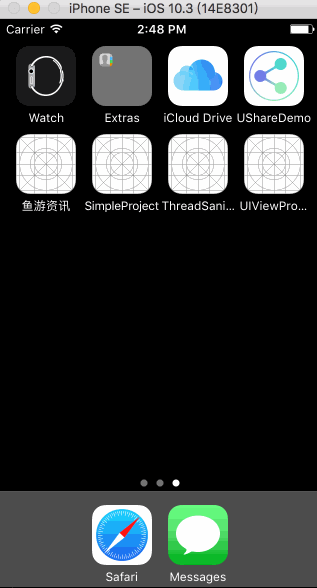 iPhone SE – iOS 10.3 (14E8301)
Carrier 2:48 PM
Watch Extras iCloud Drive UShareDemo
鱼游资讯 SimpleProject ThreadSani... UIViewPro...
Safari Messages